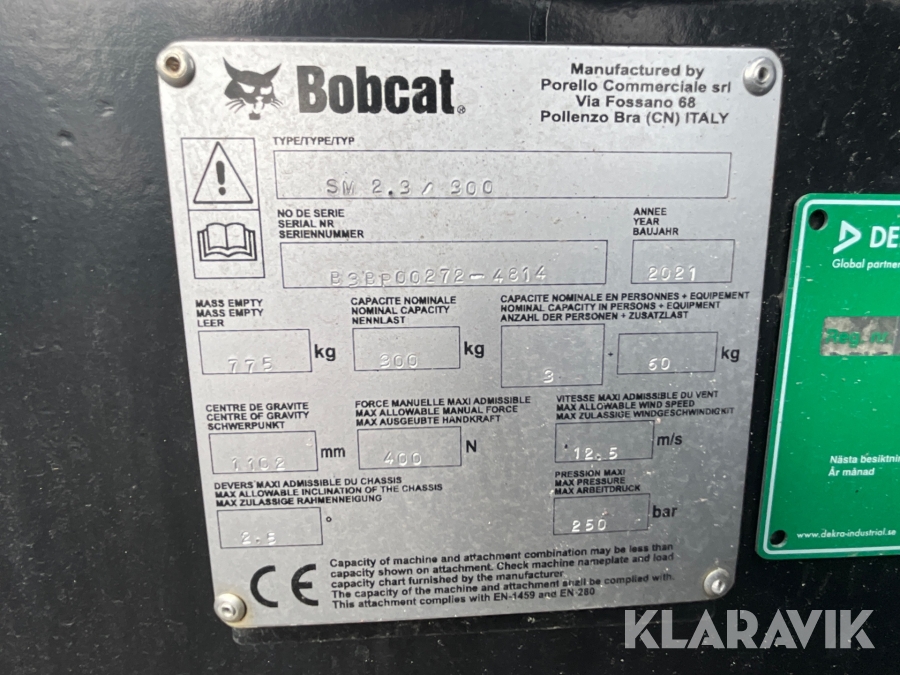 Bobcat®
Manufactured by
Porello Commerciale srl
Via Fossano 68
Pollenzo Bra (CN) ITALY
TYPE/TYPE/TYP
SM 2.3 / 300
NO DE SERIE
SERIAL NR
SERIENNUMMER
B3BP00272-4814
ANNEE
YEAR
BAUJAHR
2021
MASS EMPTY
MASS EMPTY
LEER
775 kg
CAPACITE NOMINALE
NOMINAL CAPACITY
NENNLAST
300 kg
CAPACITE NOMINALE EN PERSONNES + EQUIPEMENT
NOMINAL CAPACITY IN PERSONS + EQUIPMENT
ANZAHL DER PERSONEN + ZUSATZLAST
3 + 60 kg
CENTRE DE GRAVITE
CENTRE OF GRAVITY
SCHWERPUNKT
1102 mm
FORCE MANUELLE MAXI ADMISSIBLE
MAX ALLOWABLE MANUAL FORCE
MAX AUSGEUBTE HANDKRAFT
400 N
VITESSE MAXI ADMISSIBLE DU VENT
MAX ALLOWABLE WIND SPEED
MAX ZULASSIGE WINDGESCHWINDIGKIT
12.5 m/s
DEVERS MAXI ADMISSIBLE DU CHASSIS
MAX ALLOWABLE INCLINATION OF THE CHASSIS
MAX ZULASSIGE RAHMENNEIGUNG
2.5 °
PRESSION MAXI
MAX PRESSURE
MAX ARBEITDRUCK
250 bar
CE
Capacity of machine and attachment combination may be less than
capacity shown on attachment. Check machine nameplate and load
capacity chart furnished by the manufacturer.
The capacity of the machine and attachment shall be complied with.
This attachment complies with EN-1459 and EN-280
DE
Global partner
Nästa besiktn
År månad
www.dekra-industrial.se
KLARAVIK